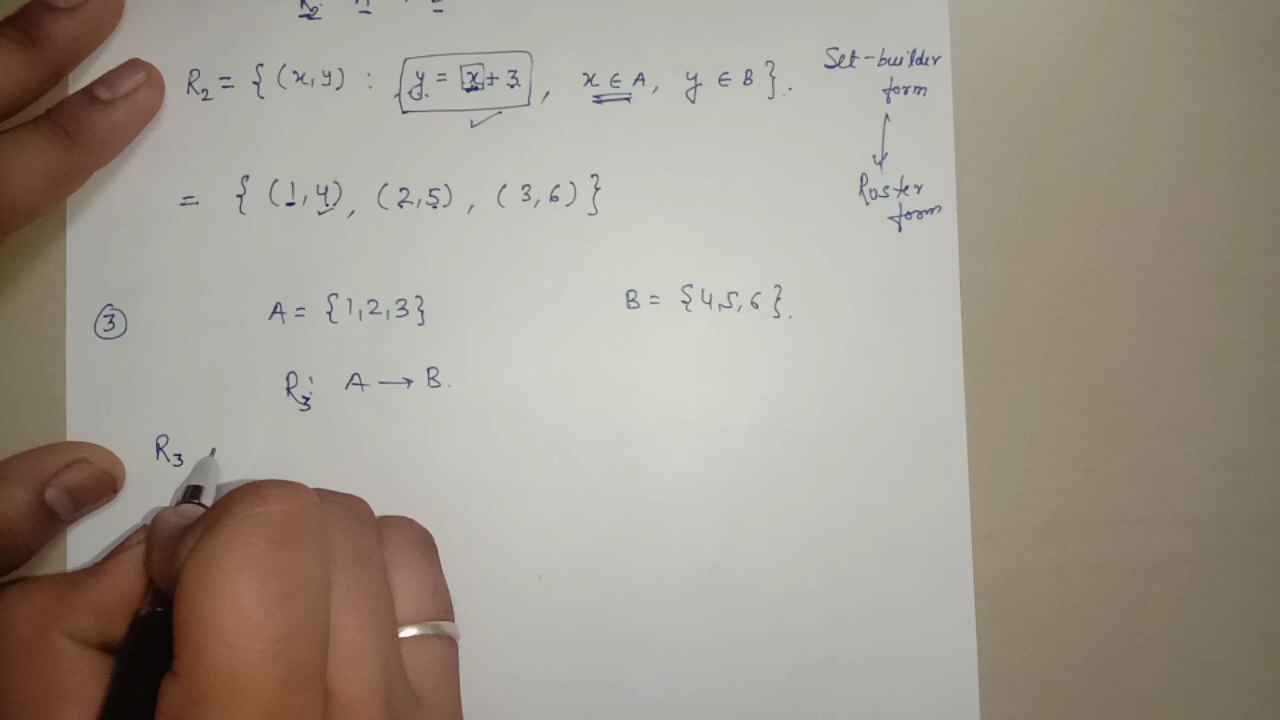 R₂ = { (x,y) : y = x + 3 , x ∈ A, y ∈ B }.
Set-builder
form
= { (1,4), (2,5), (3,6) }
Roster
form
③ A = {1,2,3} B = {4,5,6}.
R₃: A → B.
R₃